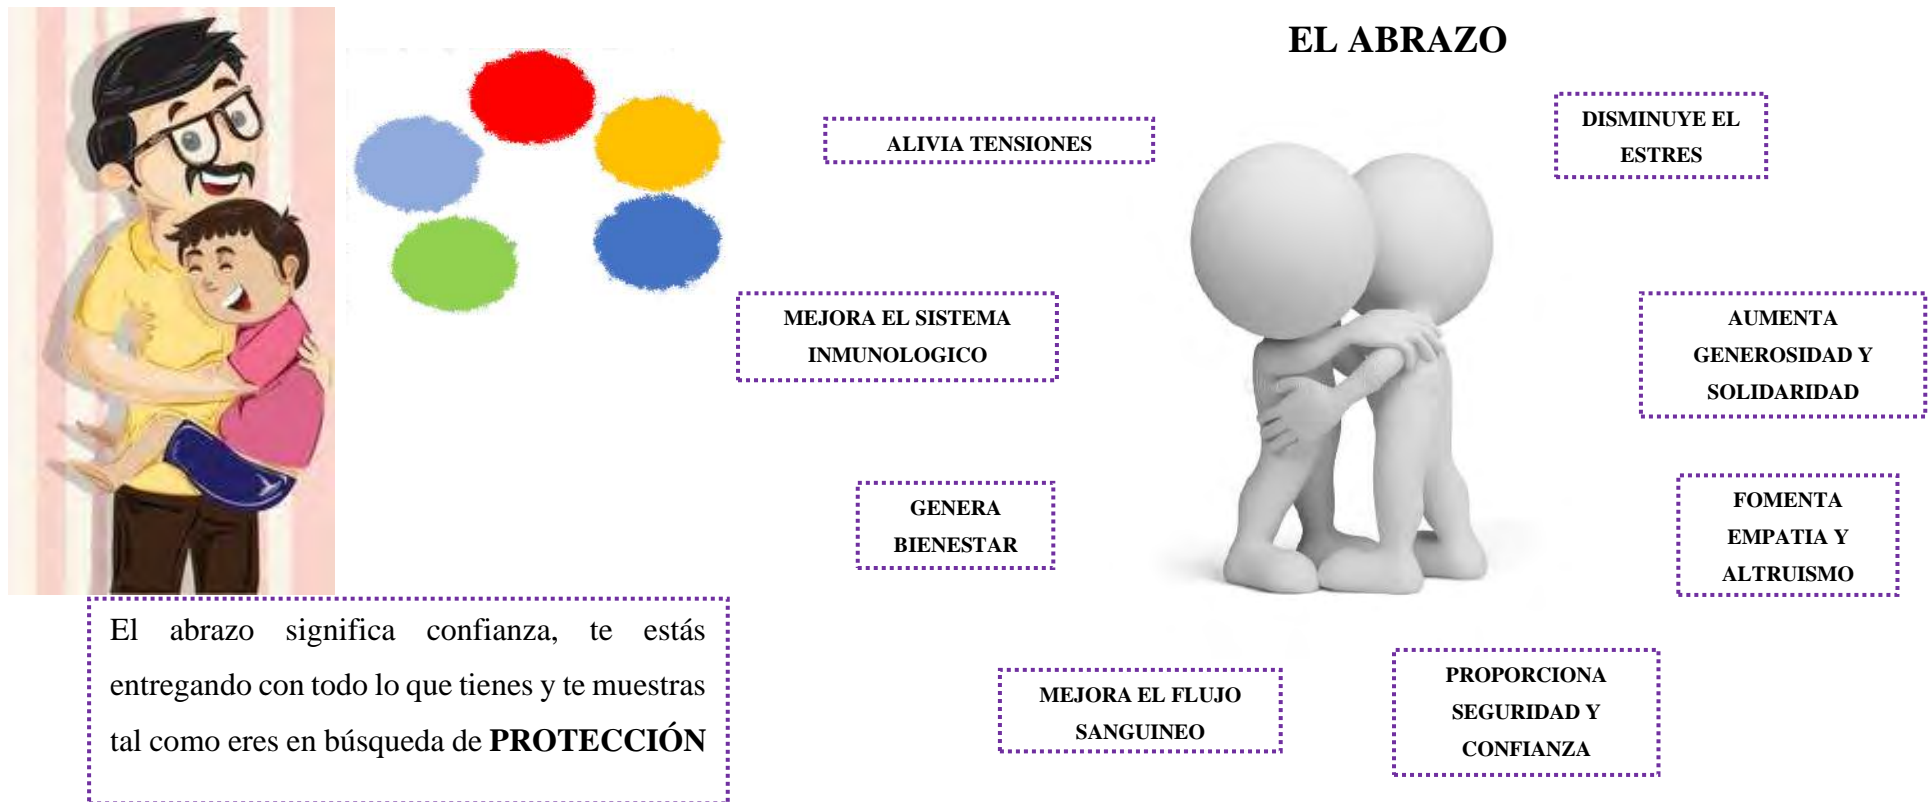 EL ABRAZO
ALIVIA TENSIONES
DISMINUYE EL
ESTRES
MEJORA EL SISTEMA
INMUNOLOGICO
AUMENTA
GENEROSIDAD Y
SOLIDARIDAD
GENERA
BIENESTAR
FOMENTA
EMPATIA Y
ALTRUISMO
El abrazo significa confianza, te estás
entregando con todo lo que tienes y te muestras
tal como eres en búsqueda de PROTECCIÓN
MEJORA EL FLUJO
SANGUINEO
PROPORCIONA
SEGURIDAD Y
CONFIANZA